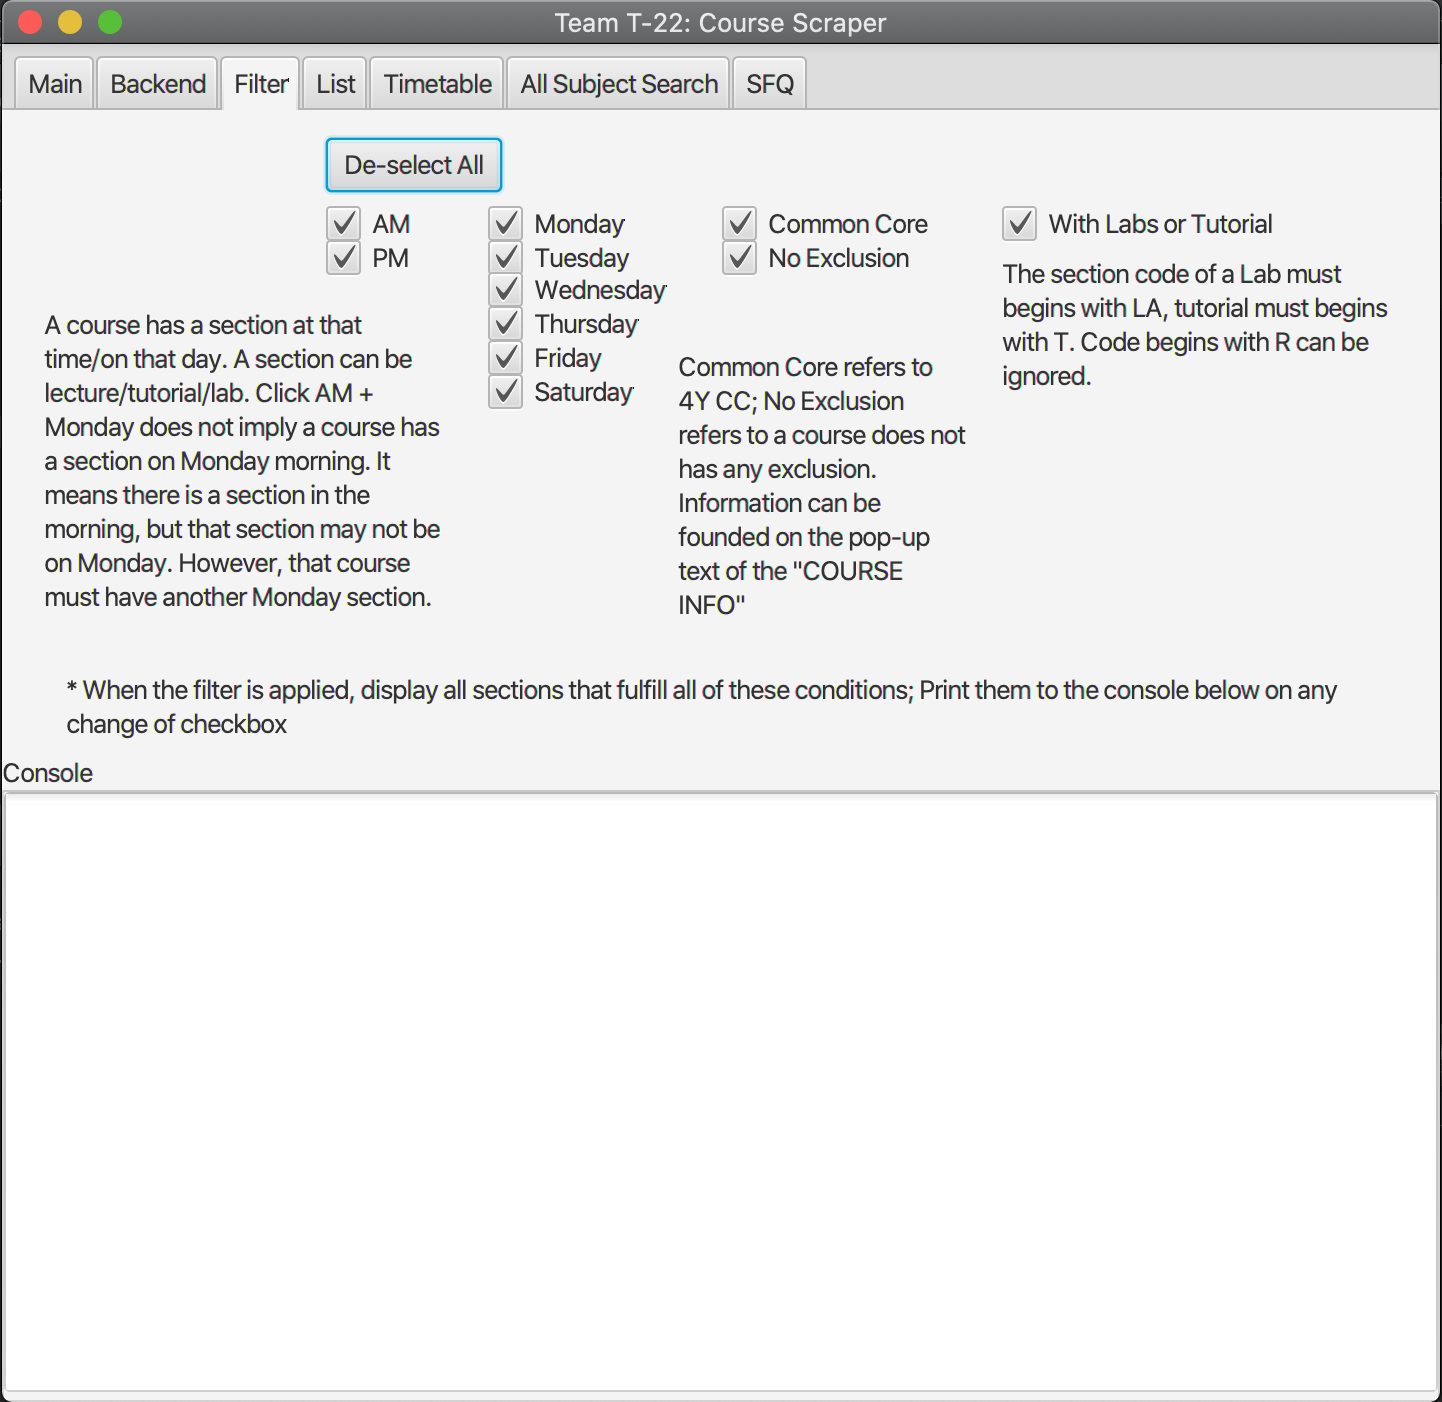 Team T-22: Course Scraper
Main Backend Filter List Timetable All Subject Search SFQ
De-select All
AM
PM
Monday
Tuesday
Wednesday
Thursday
Friday
Saturday
Common Core
No Exclusion
With Labs or Tutorial
The section code of a Lab must
begins with LA, tutorial must begins
with T. Code begins with R can be
ignored.
A course has a section at that
time/on that day. A section can be
lecture/tutorial/lab. Click AM +
Monday does not imply a course has
a section on Monday morning. It
means there is a section in the
morning, but that section may not be
on Monday. However, that course
must have another Monday section.
Common Core refers to
4Y CC; No Exclusion
refers to a course does not
has any exclusion.
Information can be
founded on the pop-up
text of the "COURSE
INFO"
* When the filter is applied, display all sections that fulfill all of these conditions; Print them to the console below on any
change of checkbox
Console